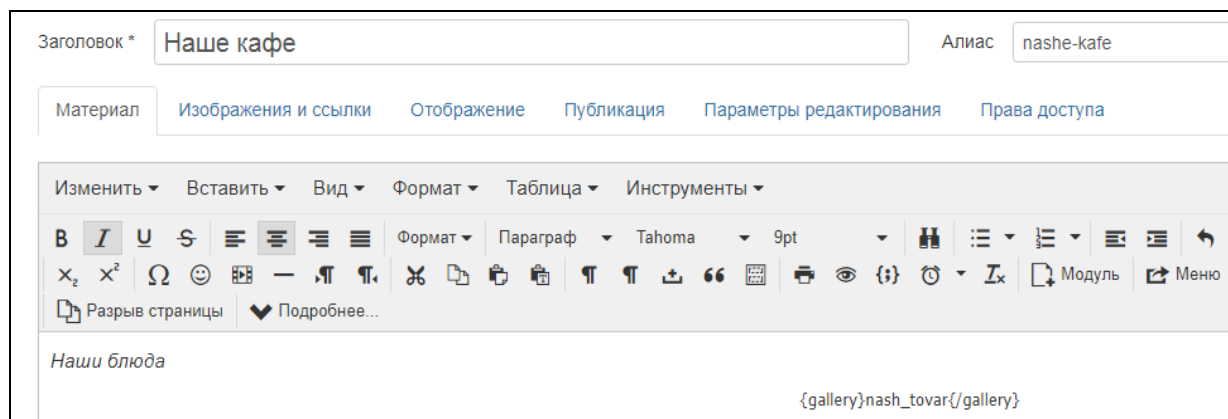 Заголовок * Наше кафе Алиас nashe-kafe
Материал Изображения и ссылки Отображение Публикация Параметры редактирования Права доступа
Изменить Вставить Вид Формат Таблица Инструменты
B I U S Формат Параграф Tahoma 9pt
Модуль Меню
Разрыв страницы Подробнее...
Наши блюда
{gallery}nash_tovar{/gallery}